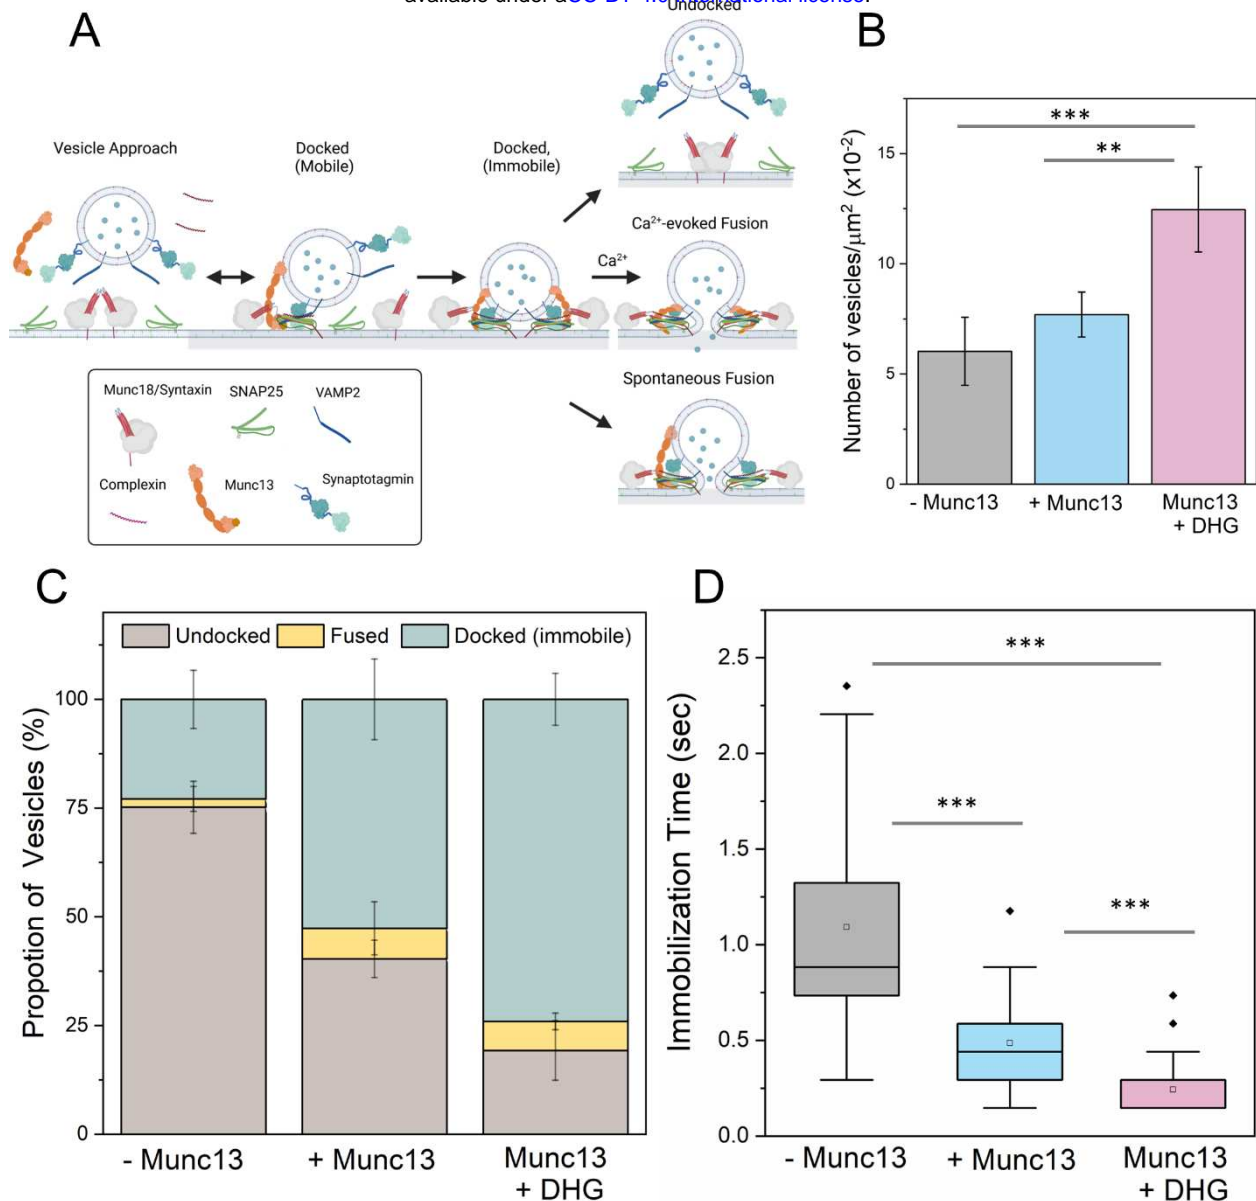 available under a
A
Undocked
Vesicle Approach
Docked
(Mobile)
Docked,
(Immobile)
Ca2+-evoked Fusion
Ca2+
Spontaneous Fusion
Munc18/Syntaxin
SNAP25
VAMP2
Complexin
Munc13
Synaptotagmin
B
Number of vesicles/μm2 (x10-2)
15
10
5
0
***
**
- Munc13
+ Munc13
Munc13
+ DHG
C
Undocked
Fused
Docked (immobile)
Propotion of Vesicles (%)
100
75
50
25
0
- Munc13
+ Munc13
Munc13
+ DHG
D
Immobilization Time (sec)
2.5
2.0
1.5
1.0
0.5
0.0
***
***
***
- Munc13
+ Munc13
Munc13
+ DHG